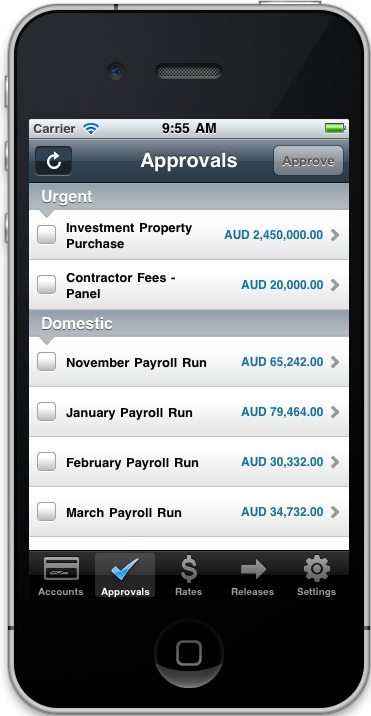 Carrier 9:55 AM
Approvals Approve
Urgent
Investment Property
Purchase
AUD 2,450,000.00
Contractor Fees -
Panel
AUD 20,000.00
Domestic
November Payroll Run AUD 65,242.00
January Payroll Run AUD 79,464.00
February Payroll Run AUD 30,332.00
March Payroll Run AUD 34,732.00
Accounts Approvals Rates Releases Settings